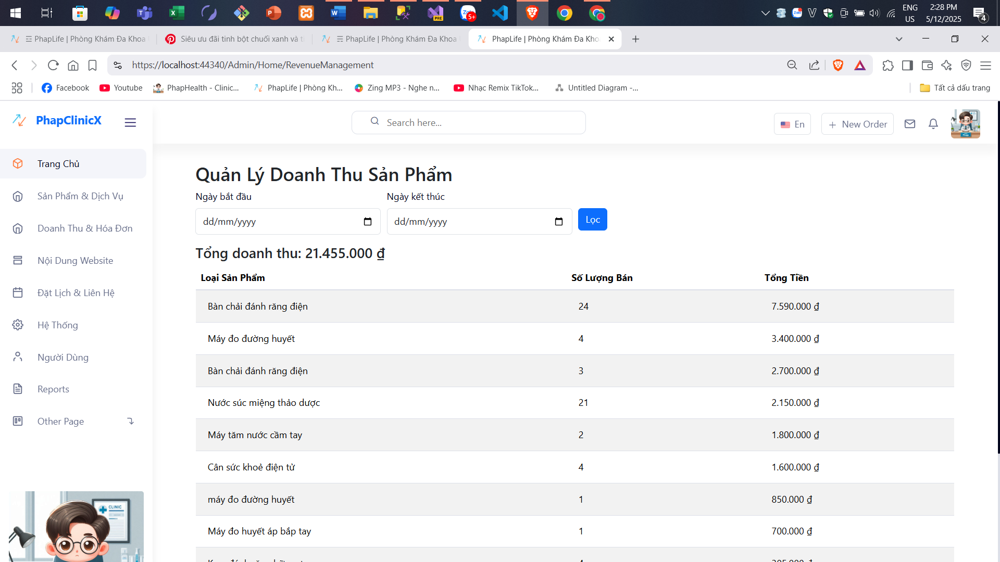 ENG
US
2:28 PM
5/12/2025
4
5+
PRE
☴ PhapLife | Phòng Khám Đa Khoa
Siêu ưu đãi tinh bột chuối xanh và
☴ PhapLife | Phòng Khám Đa Khoa
PhapLife | Phòng Khám Đa Kho
https://localhost:44340/Admin/Home/RevenueManagement
Facebook
Youtube
PhapHealth - Clinic...
PhapLife | Phòng Kh...
Zing MP3 - Nghe n...
Nhạc Remix TikTok...
Untitled Diagram -...
Tất cả dấu trang
PhapClinicX
Search here...
En
New Order
Trang Chủ
Sản Phẩm & Dịch Vụ
Doanh Thu & Hóa Đơn
Nội Dung Website
Đặt Lịch & Liên Hệ
Hệ Thống
Người Dùng
Reports
Other Page
CLINIC
Quản Lý Doanh Thu Sản Phẩm
Ngày bắt đầu
Ngày kết thúc
dd/mm/yyyy
dd/mm/yyyy
Lọc
Tổng doanh thu: 21.455.000 ₫
Loại Sản Phẩm Số Lượng Bán Tổng Tiền
Bàn chải đánh răng điện 24 7.590.000 ₫
Máy đo đường huyết 4 3.400.000 ₫
Bàn chải đánh răng điện 3 2.700.000 ₫
Nước súc miệng thảo dược 21 2.150.000 ₫
Máy tăm nước cầm tay 2 1.800.000 ₫
Cân sức khoẻ điện tử 4 1.600.000 ₫
máy đo đường huyết 1 850.000 ₫
Máy đo huyết áp bắp tay 1 700.000 ₫